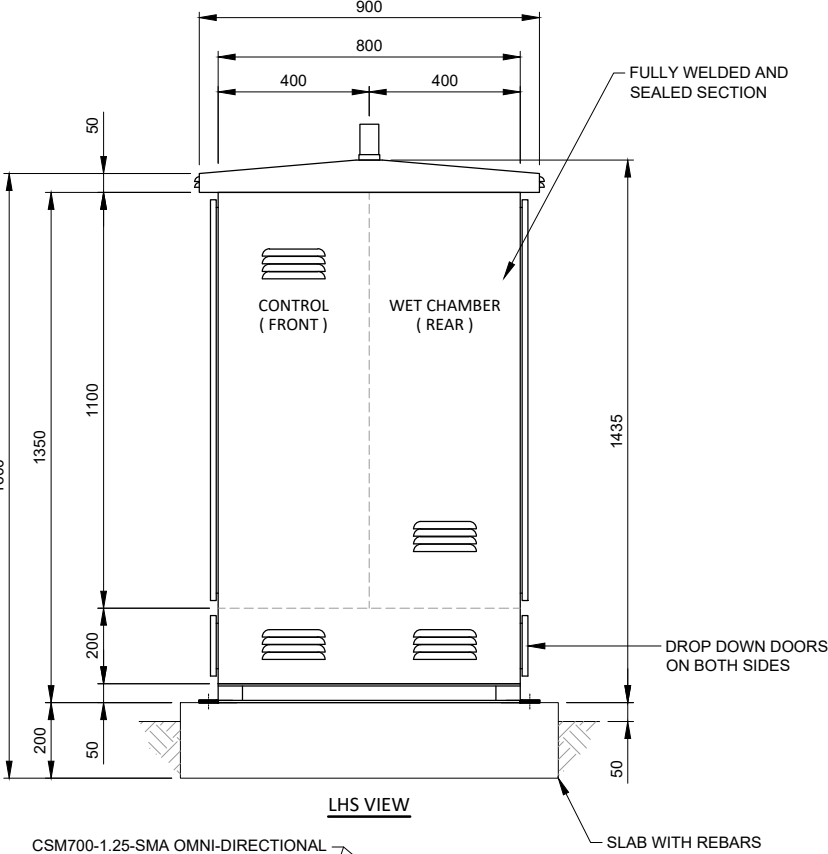 900
800
400
400
FULLY WELDED AND
SEALED SECTION
50
CONTROL
( FRONT )
WET CHAMBER
( REAR )
1100
1350
1435
200
DROP DOWN DOORS
ON BOTH SIDES
200
50
50
LHS VIEW
CSM700-1.25-SMA OMNI-DIRECTIONAL
SLAB WITH REBARS